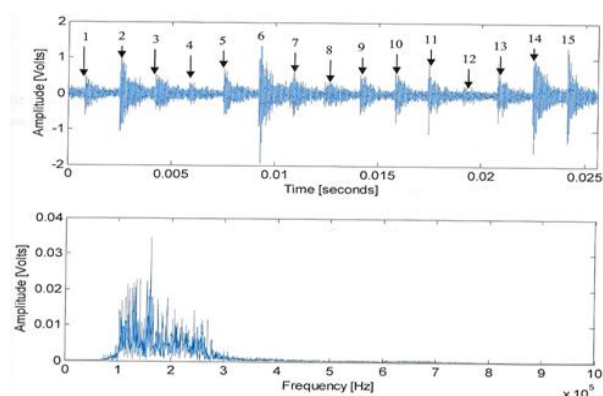 2
1
0
-1
-2
Amplitude [Volts]
1 2 3 4 5 6 7 8 9 10 11 12 13 14 15
0 0.005 0.01 0.015 0.02 0.025
Time [seconds]
0.04
0.03
0.02
0.01
0
Amplitude [Volts]
0 1 2 3 4 5 6 7 8 9 10
Frequency [Hz]
× 10⁵